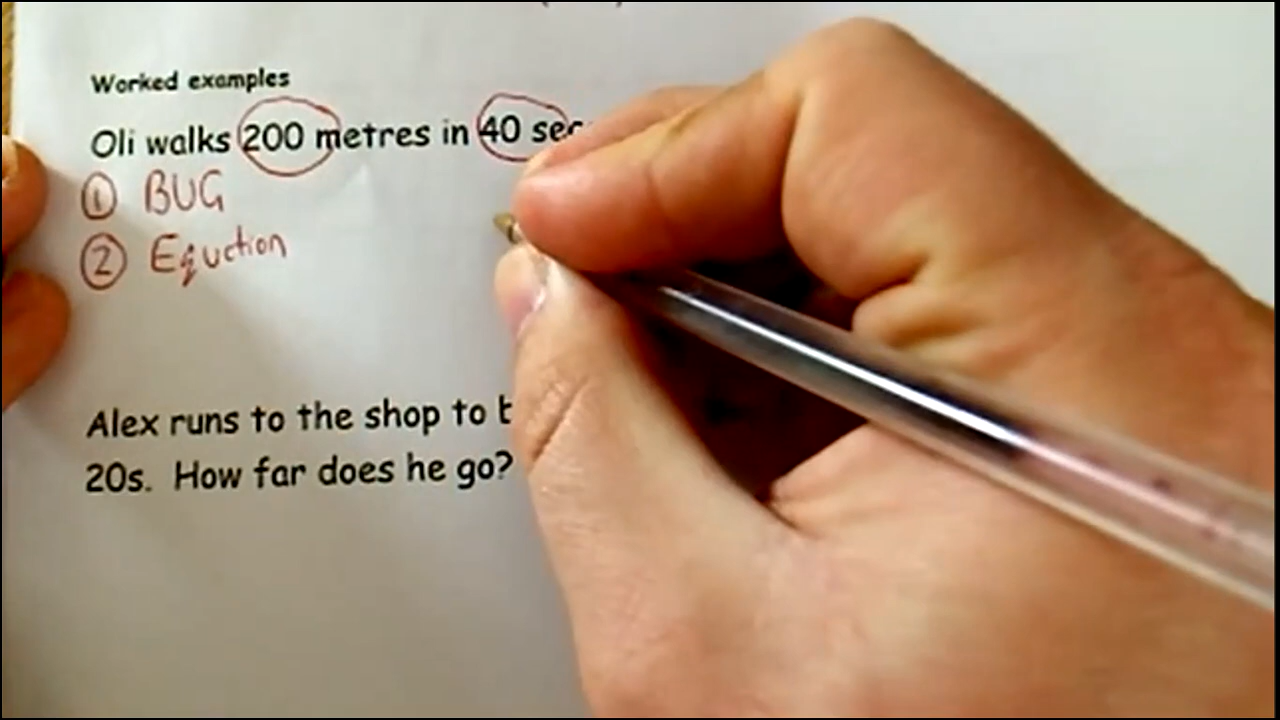 Worked examples
Oli walks 200 metres in 40 sec
① BUG
② Equction
Alex runs to the shop to
20s. How far does he go?